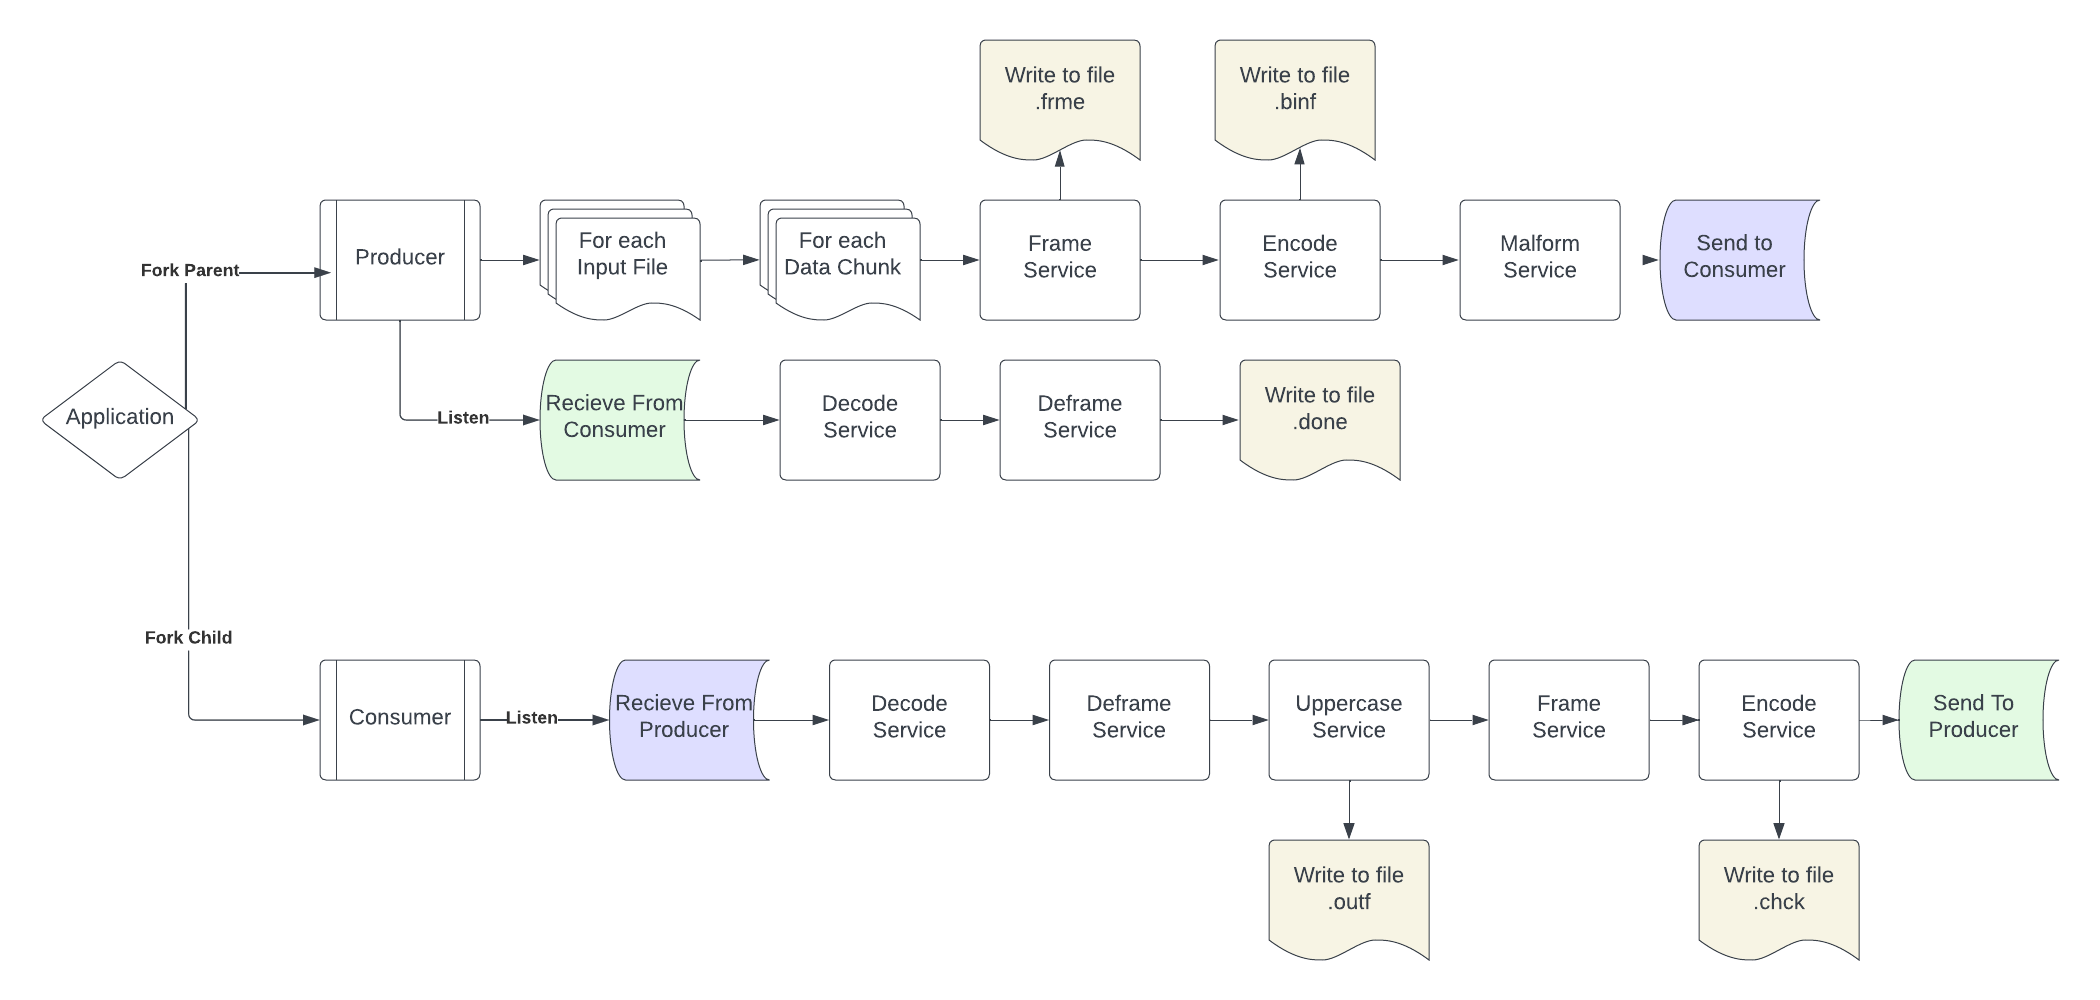 Write to file
.frme
Write to file
.binf
Fork Parent
Producer
For each
Input File
For each
Data Chunk
Frame
Service
Encode
Service
Malform
Service
Send to
Consumer
Application
Listen
Recieve From
Consumer
Decode
Service
Deframe
Service
Write to file
.done
Fork Child
Consumer
Listen
Recieve From
Producer
Decode
Service
Deframe
Service
Uppercase
Service
Frame
Service
Encode
Service
Send To
Producer
Write to file
.outf
Write to file
.chck